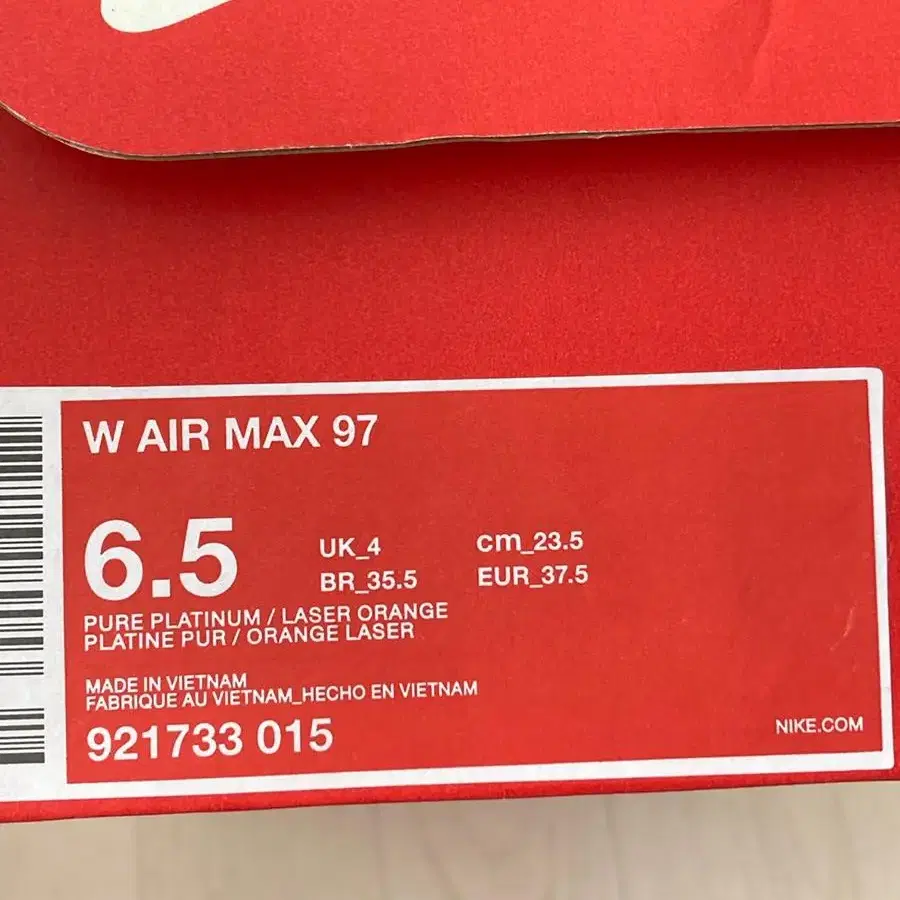 W AIR MAX 97
6.5
UK_4 cm_23.5
BR_35.5 EUR_37.5
PURE PLATINUM / LASER ORANGE
PLATINE PUR / ORANGE LASER
MADE IN VIETNAM
FABRIQUE AU VIETNAM_HECHO EN VIETNAM
921733 015
NIKE.COM